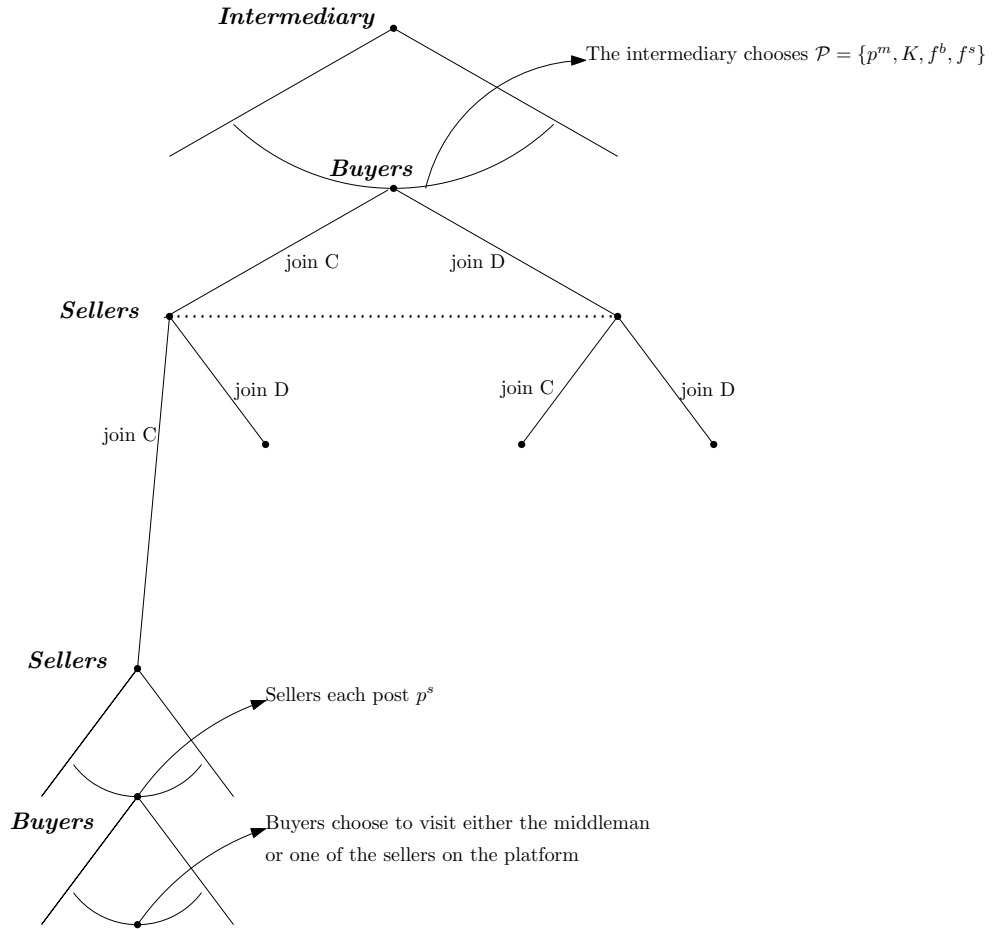 Intermediary
The intermediary chooses 𝒫 = {p^m, K, f^b, f^s}
Buyers
join C
join D
Sellers
join D
join C
join D
join C
Sellers
Sellers each post p^s
Buyers
Buyers choose to visit either the middleman
or one of the sellers on the platform